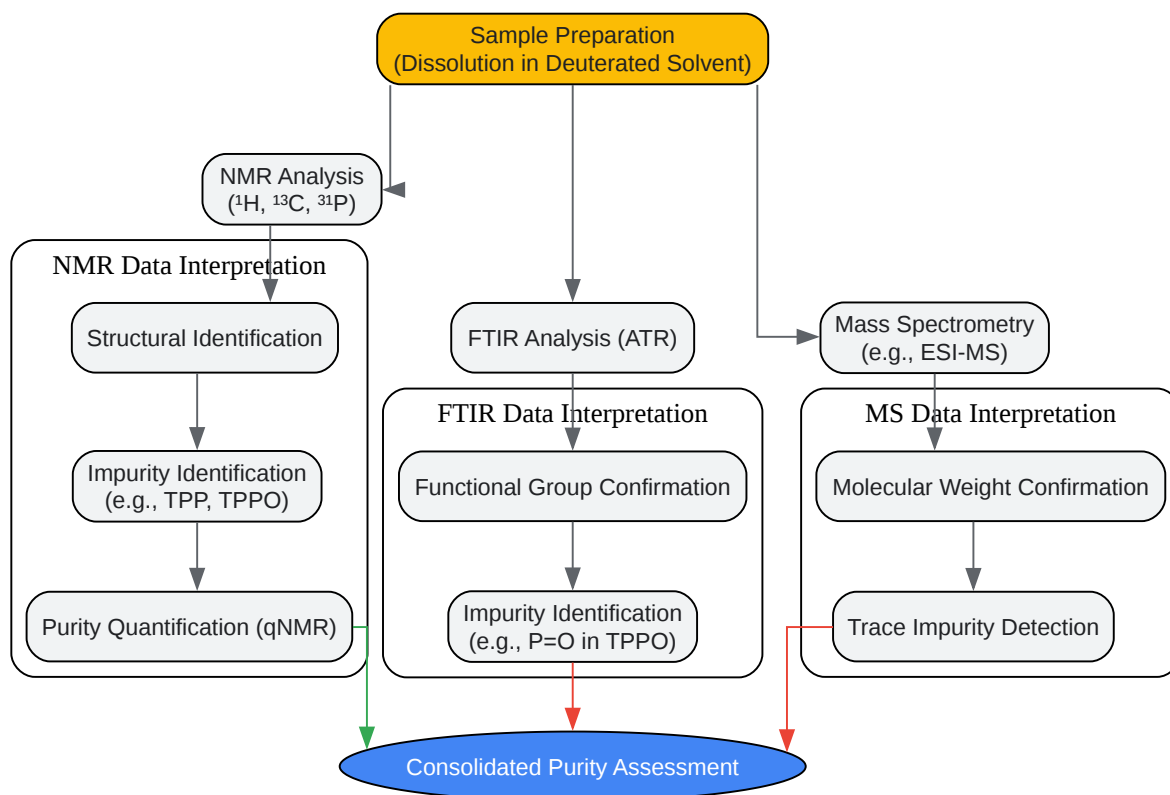 Sample Preparation
(Dissolution in Deuterated Solvent)
NMR Analysis
(¹H, ¹³C, ³¹P)
NMR Data Interpretation
Structural Identification
Impurity Identification
(e.g., TPP, TPPO)
Purity Quantification (qNMR)
FTIR Analysis (ATR)
FTIR Data Interpretation
Functional Group Confirmation
Impurity Identification
(e.g., P=O in TPPO)
Mass Spectrometry
(e.g., ESI-MS)
MS Data Interpretation
Molecular Weight Confirmation
Trace Impurity Detection
Consolidated Purity Assessment